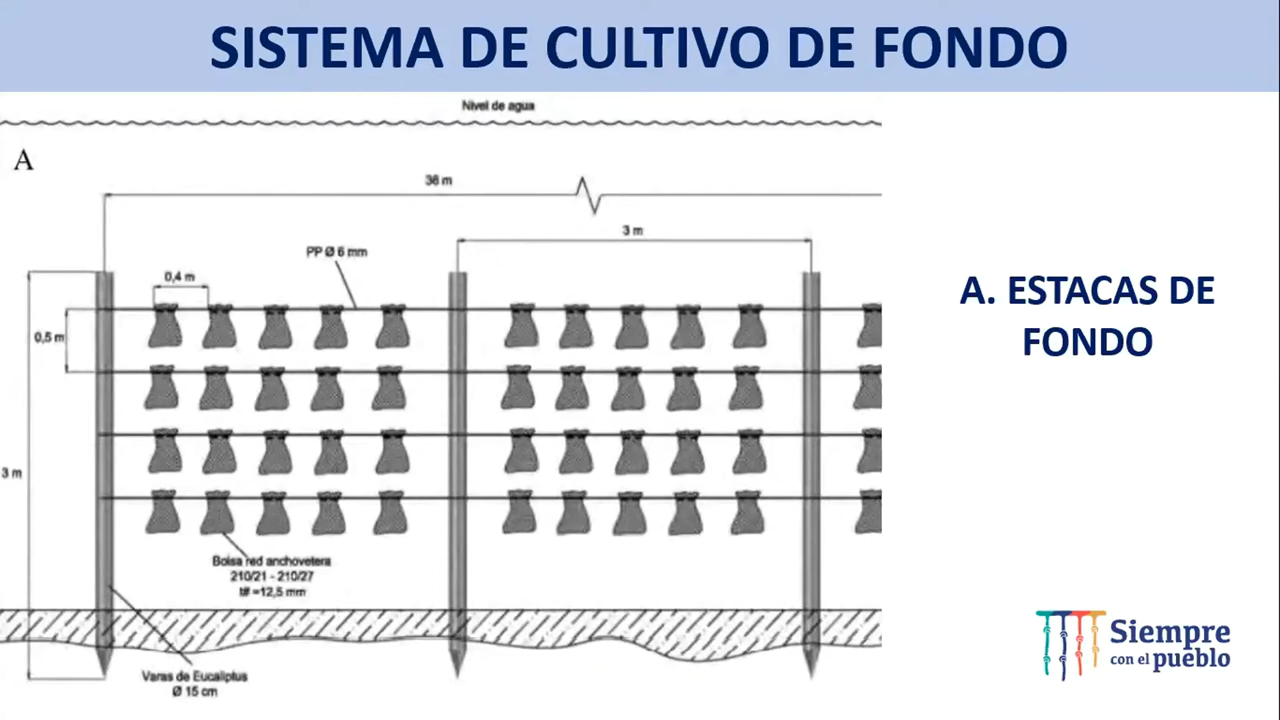 SISTEMA DE CULTIVO DE FONDO
Nivel de agua
A
36 m
3 m
PP Ø 6 mm
0,4 m
0,5 m
3 m
A. ESTACAS DE
FONDO
Bolsa red anchovetera
210/21 - 210/27
t# =12,5 mm
Varas de Eucaliptus
Ø 15 cm
Siempre
con el pueblo